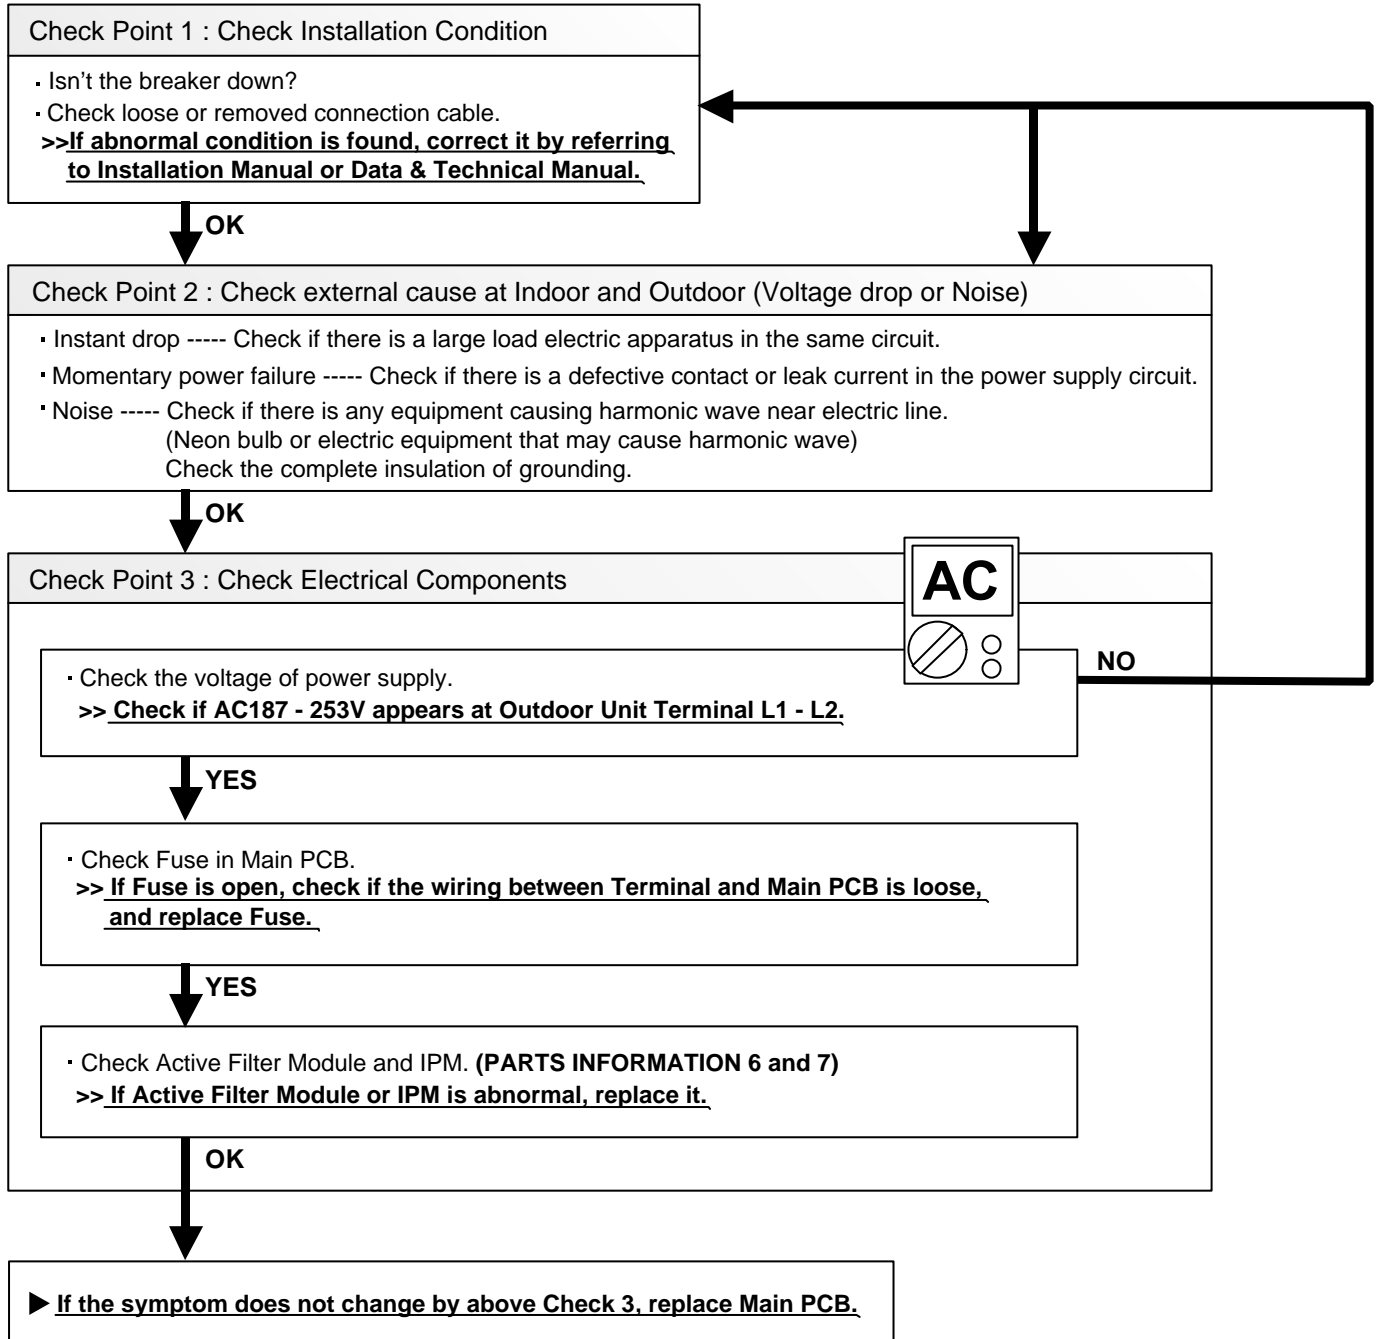 Check Point 1 : Check Installation Condition
· Isn't the breaker down?
· Check loose or removed connection cable.
>>If abnormal condition is found, correct it by referring
to Installation Manual or Data & Technical Manual.
OK
Check Point 2 : Check external cause at Indoor and Outdoor (Voltage drop or Noise)
· Instant drop ----- Check if there is a large load electric apparatus in the same circuit.
· Momentary power failure ----- Check if there is a defective contact or leak current in the power supply circuit.
· Noise ----- Check if there is any equipment causing harmonic wave near electric line.
(Neon bulb or electric equipment that may cause harmonic wave)
Check the complete insulation of grounding.
OK
Check Point 3 : Check Electrical Components
AC
· Check the voltage of power supply.
>> Check if AC187 - 253V appears at Outdoor Unit Terminal L1 - L2.
NO
YES
· Check Fuse in Main PCB.
>> If Fuse is open, check if the wiring between Terminal and Main PCB is loose,
and replace Fuse.
YES
· Check Active Filter Module and IPM. (PARTS INFORMATION 6 and 7)
>> If Active Filter Module or IPM is abnormal, replace it.
OK
▶ If the symptom does not change by above Check 3, replace Main PCB.